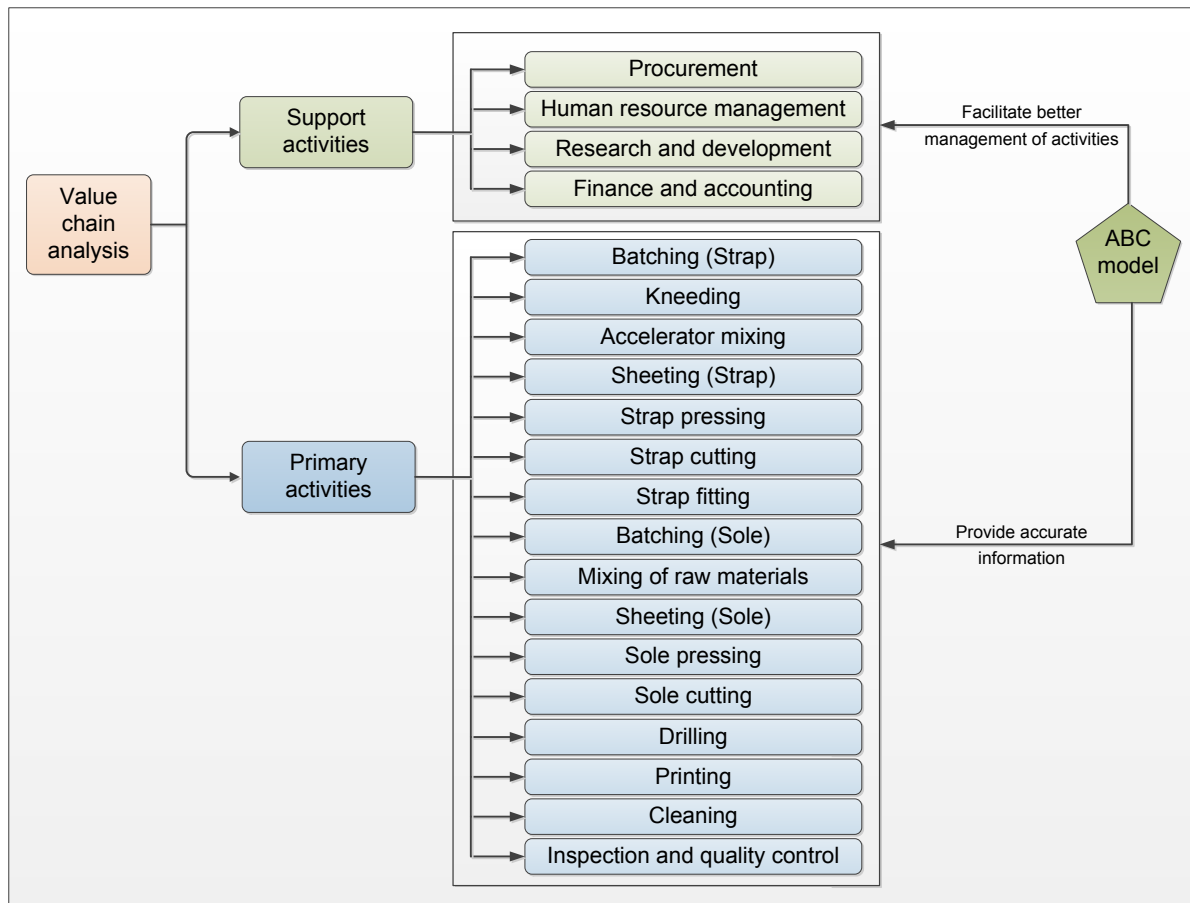 Value
chain
analysis
Support
activities
Procurement
Human resource management
Research and development
Finance and accounting
Facilitate better
management of activities
ABC
model
Primary
activities
Batching (Strap)
Kneeding
Accelerator mixing
Sheeting (Strap)
Strap pressing
Strap cutting
Strap fitting
Batching (Sole)
Mixing of raw materials
Sheeting (Sole)
Sole pressing
Sole cutting
Drilling
Printing
Cleaning
Inspection and quality control
Provide accurate
information